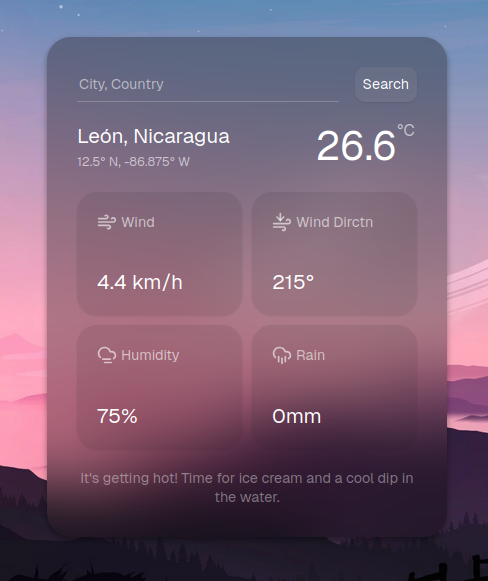 City, Country
Search
León, Nicaragua
26.6°C
12.5° N, -86.875° W
Wind
Wind Dirctn
4.4 km/h
215°
Humidity
Rain
75%
0mm
It's getting hot! Time for ice cream and a cool dip in
the water.